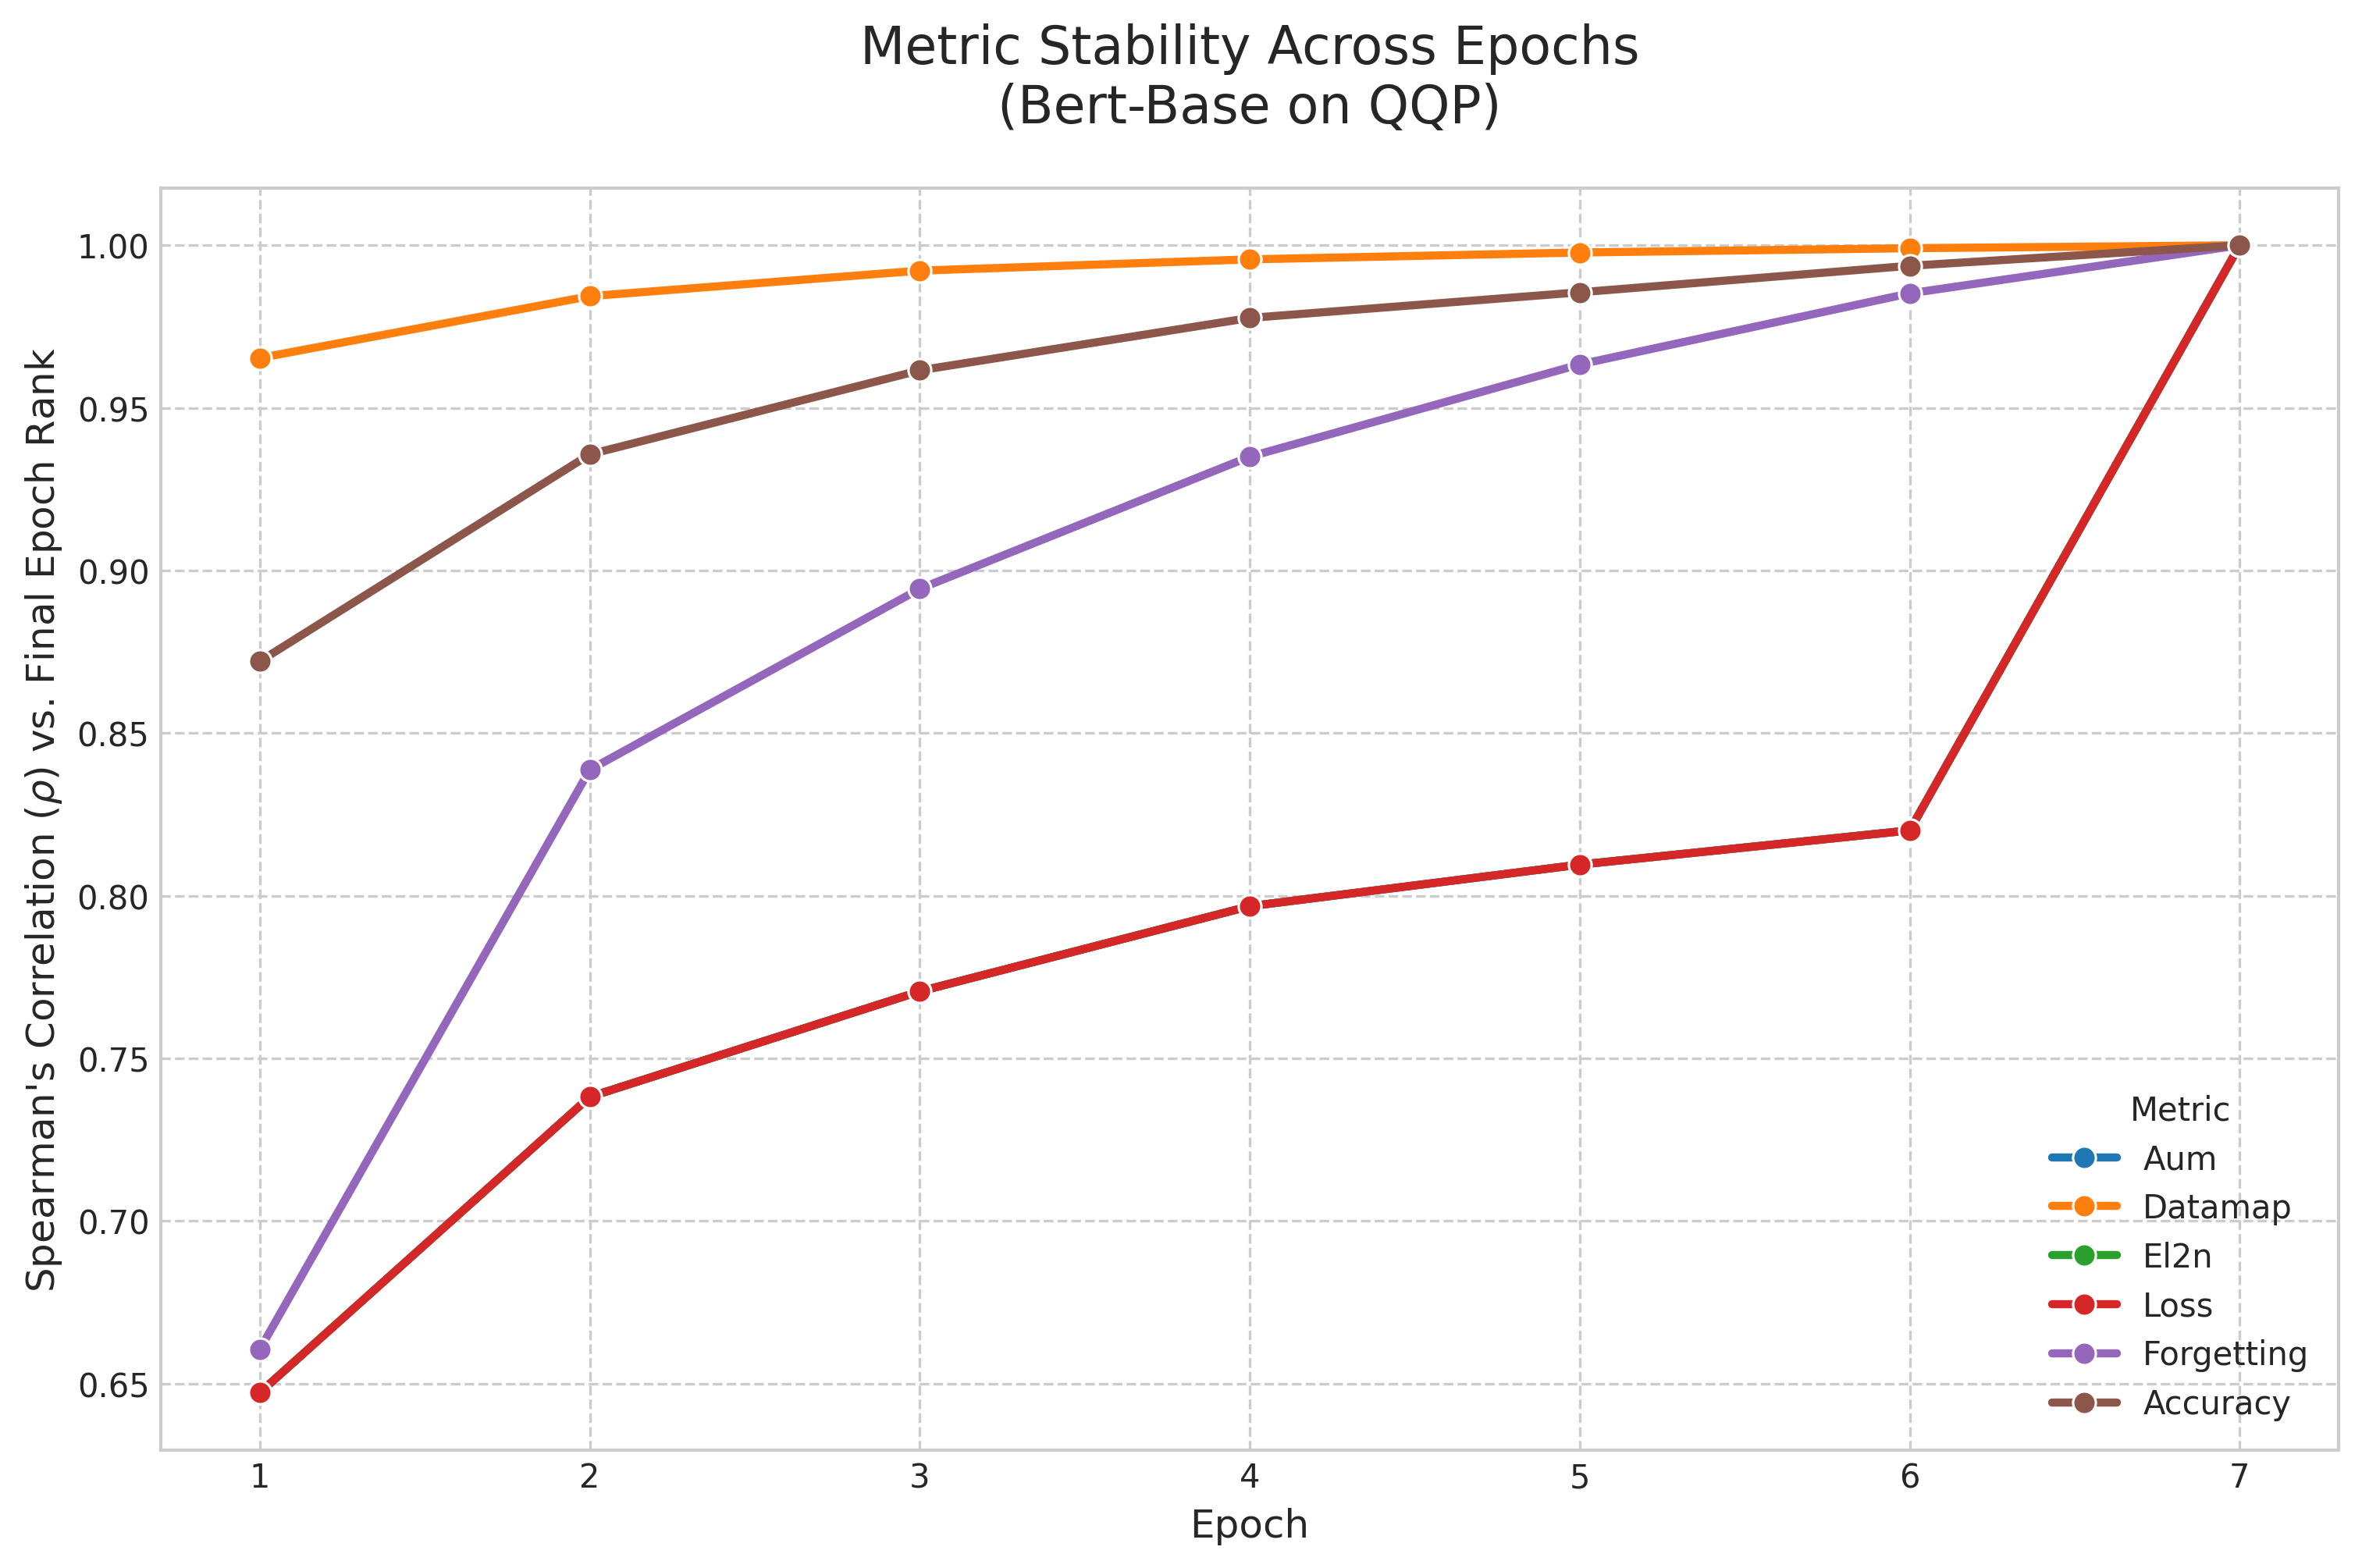 Metric Stability Across Epochs
(Bert-Base on QQP)
Spearman's Correlation (ρ) vs. Final Epoch Rank
1.00
0.95
0.90
0.85
0.80
0.75
0.70
0.65
Metric
Aum
Datamap
El2n
Loss
Forgetting
Accuracy
1 2 3 4 5 6 7
Epoch